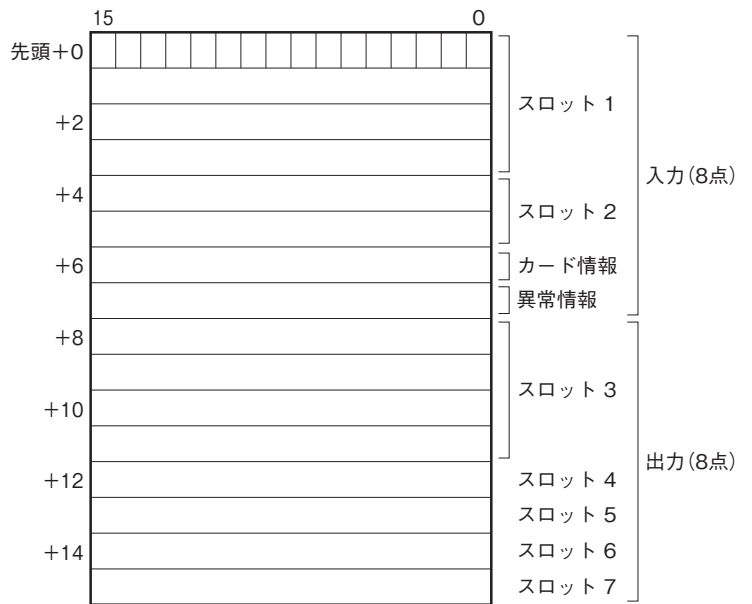 15 0
先頭+0
+2
+4
+6
+8
+10
+12
+14
スロット 1
スロット 2
カード情報
異常情報
スロット 3
スロット 4
スロット 5
スロット 6
スロット 7
入力(8点)
出力(8点)